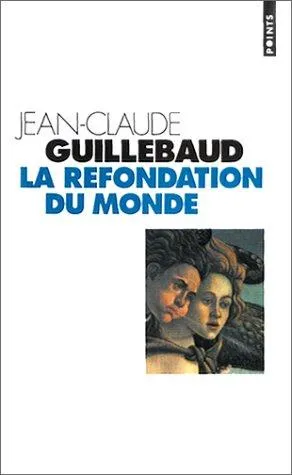 POINTS
JEAN-CLAUDE
GUILLEBAUD
LA REFONDATION
DU MONDE